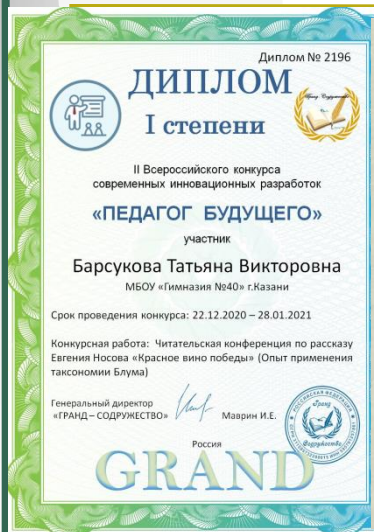 Диплом № 2196
ДИПЛОМ
I степени
II Всероссийского конкурса
современных инновационных разработок
«ПЕДАГОГ БУДУЩЕГО»
участник
Барсукова Татьяна Викторовна
МБОУ «Гимназия №40» г.Казани
Срок проведения конкурса: 22.12.2020 – 28.01.2021
Конкурсная работа: Читательская конференция по рассказу
Евгения Носова «Красное вино победы» (Опыт применения
таксономии Блума)
Генеральный директор
«ГРАНД – СОДРУЖЕСТВО»
Маврин И.Е.
Россия
GRAND